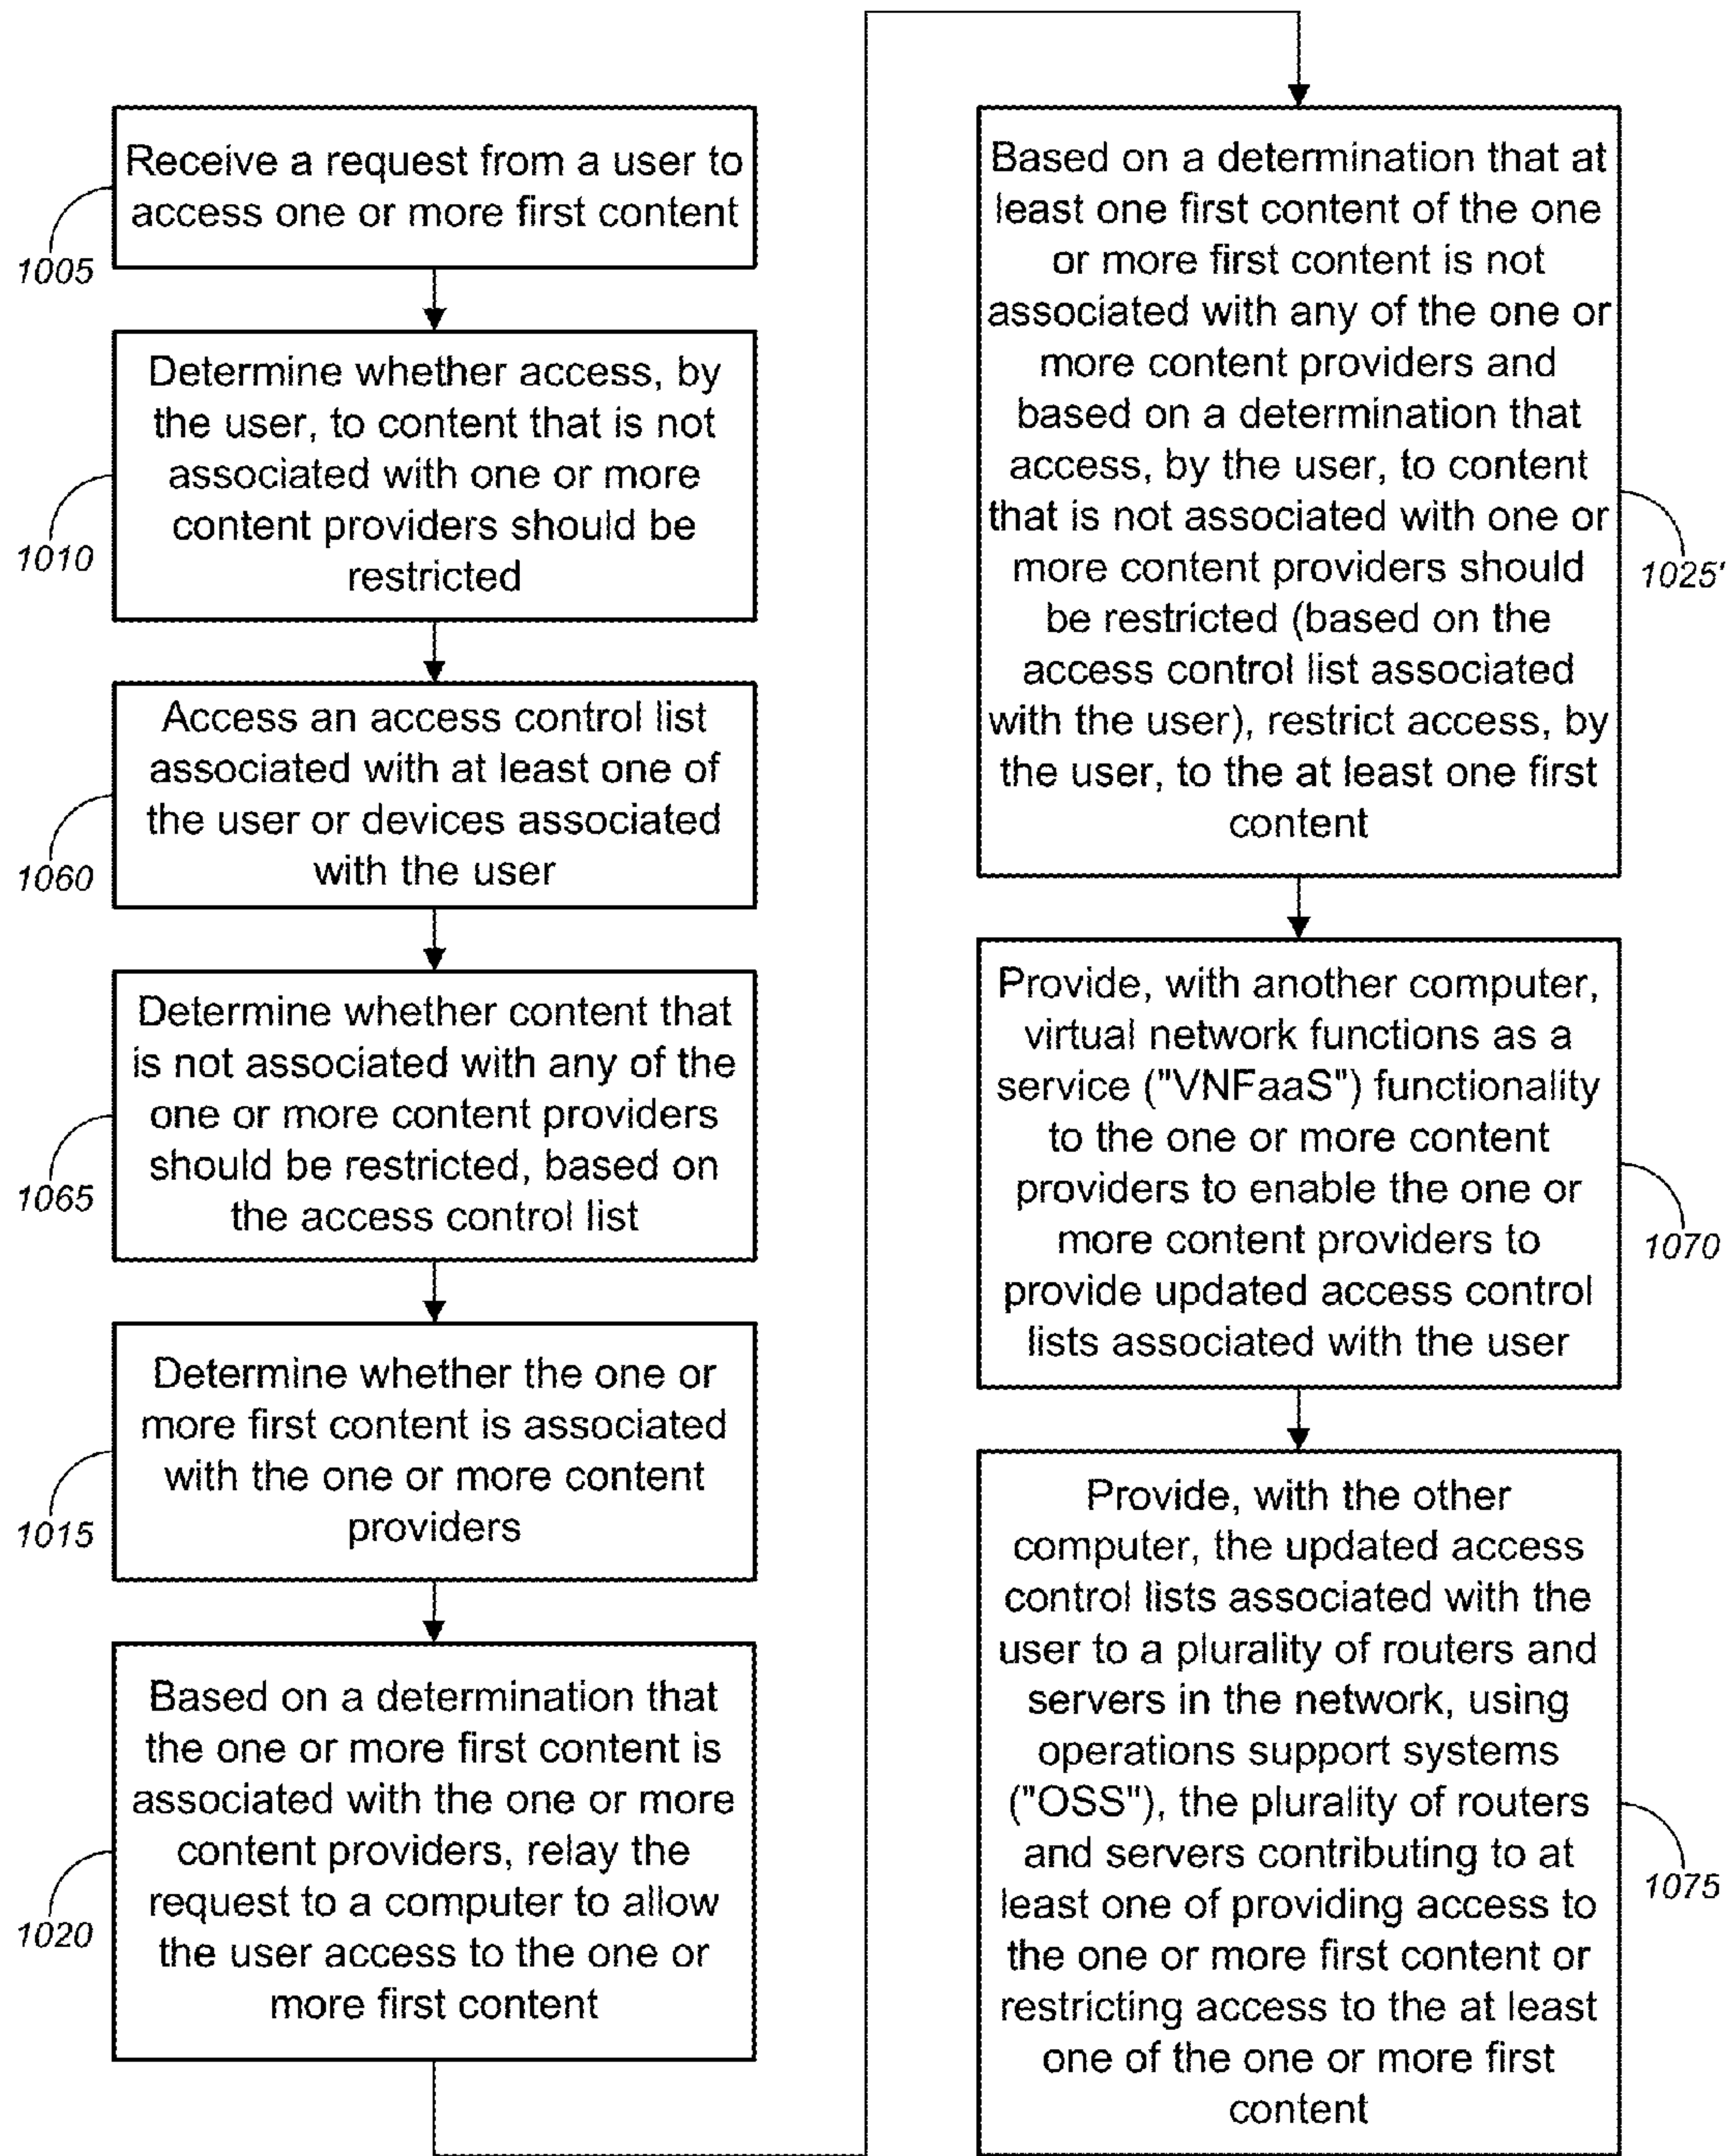 Receive a request from a user to
access one or more first content
1005
Determine whether access, by
the user, to content that is not
associated with one or more
content providers should be
restricted
1010
Access an access control list
associated with at least one of
the user or devices associated
with the user
1060
Determine whether content that
is not associated with any of the
one or more content providers
should be restricted, based on
the access control list
1065
Determine whether the one or
more first content is associated
with the one or more content
providers
1015
Based on a determination that
the one or more first content is
associated with the one or more
content providers, relay the
request to a computer to allow
the user access to the one or
more first content
1020
Based on a determination that at
least one first content of the one
or more first content is not
associated with any of the one or
more content providers and
based on a determination that
access, by the user, to content
that is not associated with one or
more content providers should
be restricted (based on the
access control list associated
with the user), restrict access, by
the user, to the at least one first
content
1025'
Provide, with another computer,
virtual network functions as a
service ("VNFaaS") functionality
to the one or more content
providers to enable the one or
more content providers to
provide updated access control
lists associated with the user
1070
Provide, with the other
computer, the updated access
control lists associated with the
user to a plurality of routers and
servers in the network, using
operations support systems
("OSS"), the plurality of routers
and servers contributing to at
least one of providing access to
the one or more first content or
restricting access to the at least
one of the one or more first
content
1075